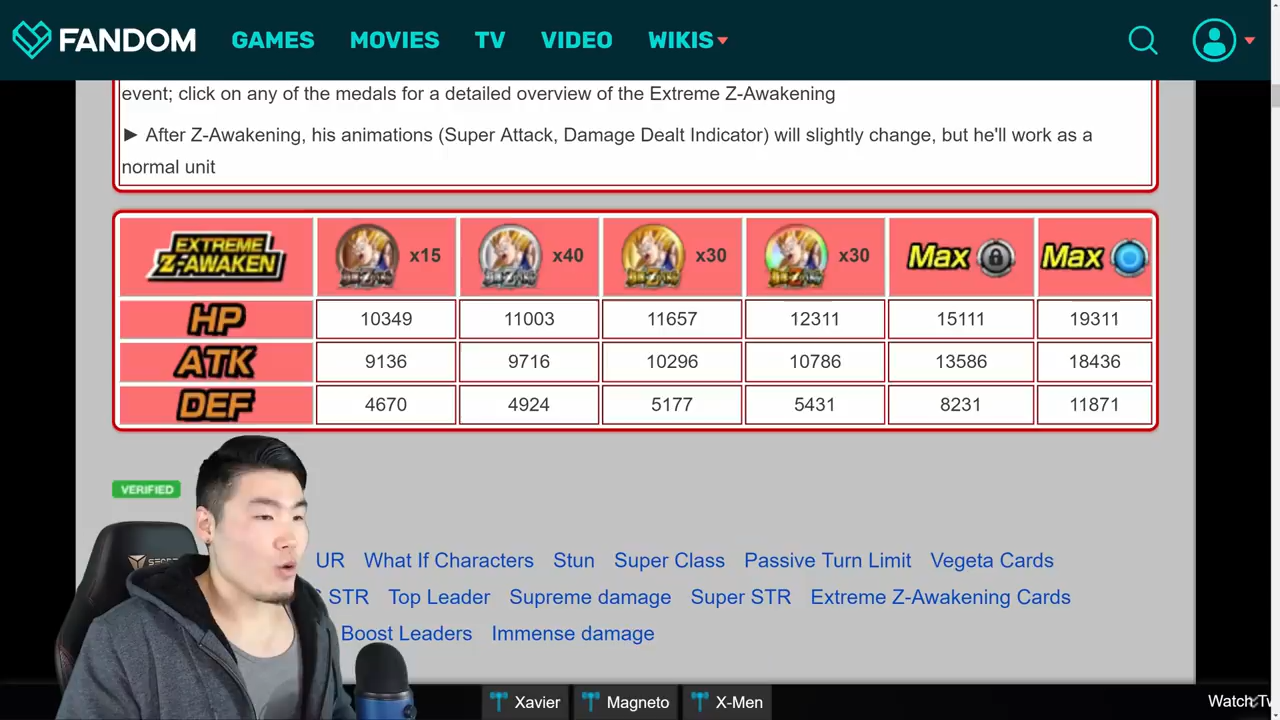 FANDOM GAMES MOVIES TV VIDEO WIKIS
event; click on any of the medals for a detailed overview of the Extreme Z-Awakening
► After Z-Awakening, his animations (Super Attack, Damage Dealt Indicator) will slightly change, but he'll work as a
normal unit
EXTREME
Z-AWAKEN x15 x40 x30 x30 Max Max
HP 10349 11003 11657 12311 15111 19311
ATK 9136 9716 10296 10786 13586 18436
DEF 4670 4924 5177 5431 8231 11871
VERIFIED
UR What If Characters Stun Super Class Passive Turn Limit Vegeta Cards
STR Top Leader Supreme damage Super STR Extreme Z-Awakening Cards
Boost Leaders Immense damage
Xavier Magneto X-Men Watch